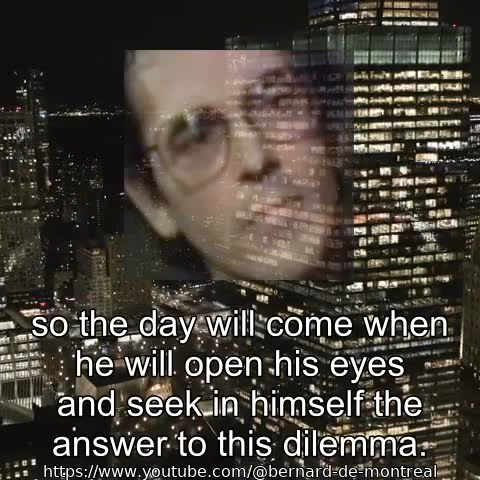 so the day will come when
he will open his eyes
and seek in himself the
answer to this dilemma.
https://www.youtube.com/@bernard-de-montreal